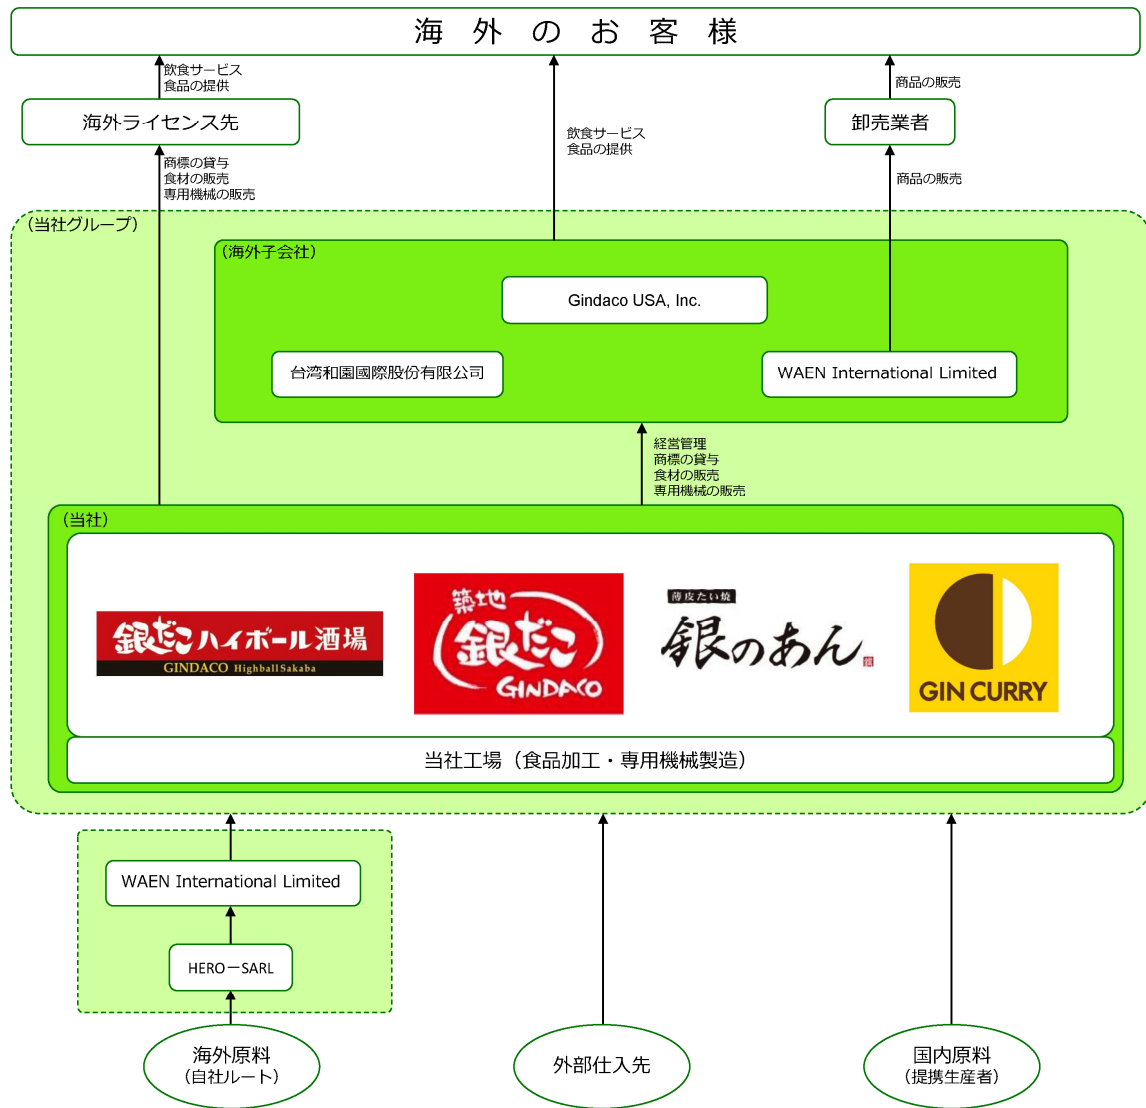 海外のお客様
飲食サービス
食品の提供
商品の販売
海外ライセンス先
卸売業者
飲食サービス
食品の提供
商標の貸与
食材の販売
専用機械の販売
商品の販売
（当社グループ）
（海外子会社）
Gindaco USA, Inc.
台湾和園國際股份有限公司
WAEN International Limited
経営管理
商標の貸与
食材の販売
専用機械の販売
（当社）
銀だこハイボール酒場
GINDACO HighballSakaba
築地
銀だこ
GINDACO
薄皮たい焼
銀のあん
GIN CURRY
当社工場（食品加工・専用機械製造）
WAEN International Limited
HERO－SARL
海外原料
（自社ルート）
外部仕入先
国内原料
（提携生産者）